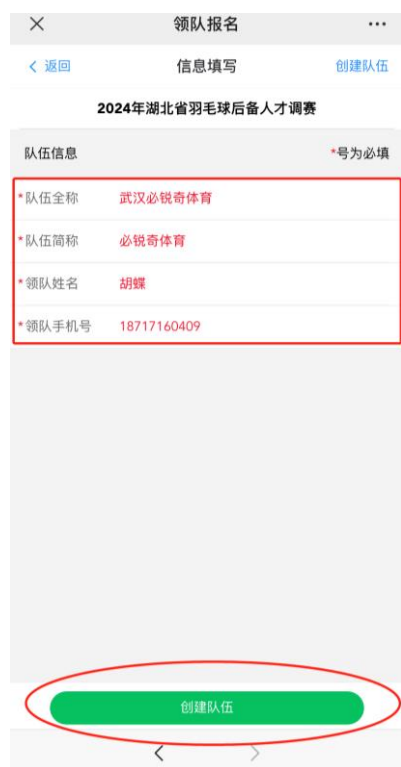 领队报名
返回 信息填写 创建队伍
2024年湖北省羽毛球后备人才调赛
队伍信息 *号为必填
*队伍全称 武汉必锐奇体育
*队伍简称 必锐奇体育
*领队姓名 胡蝶
*领队手机号 18717160409
创建队伍